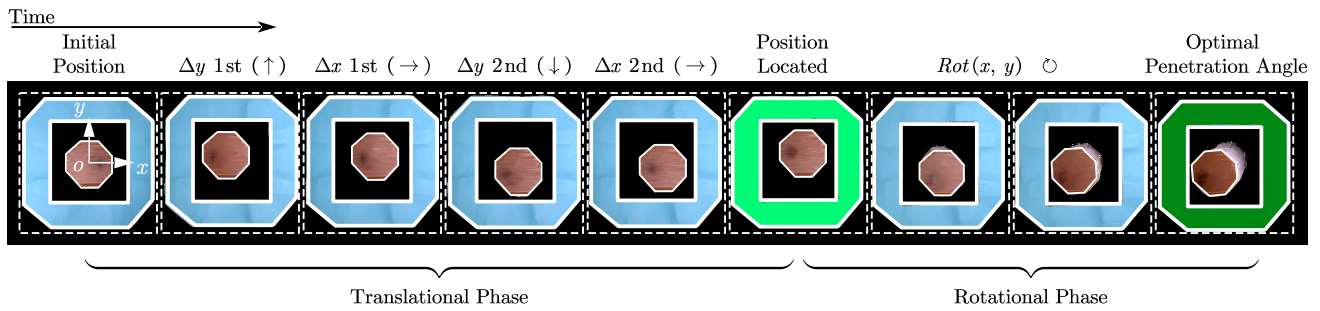 Time
Initial
Position
Δy 1st (↑)
Δx 1st (→)
Δy 2nd (↓)
Δx 2nd (→)
Position
Located
Rot(x, y) ↻
Optimal
Penetration Angle
y
o
x
Translational Phase
Rotational Phase